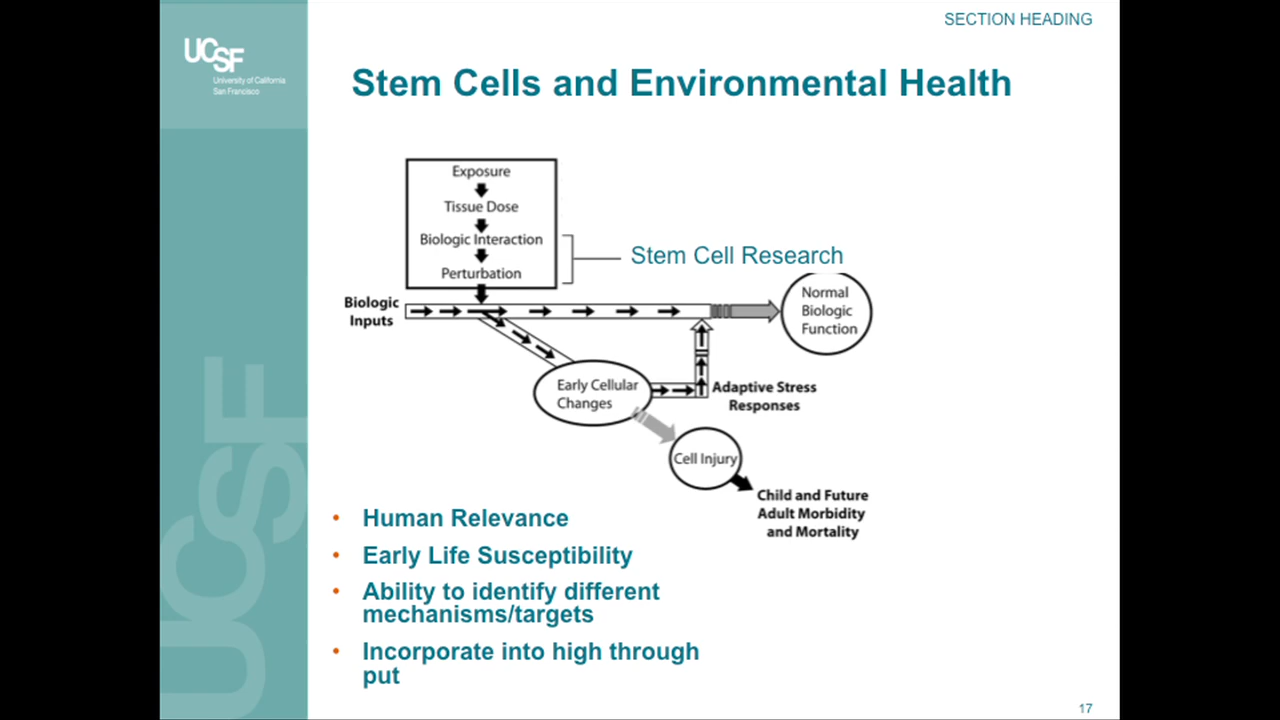 SECTION HEADING
UCSF
University of California
San Francisco
Stem Cells and Environmental Health
Exposure
Tissue Dose
Biologic Interaction
Perturbation
Stem Cell Research
Biologic
Inputs
Normal
Biologic
Function
Early Cellular
Changes
Adaptive Stress
Responses
Cell Injury
Child and Future
Adult Morbidity
and Mortality
• Human Relevance
• Early Life Susceptibility
• Ability to identify different
mechanisms/targets
• Incorporate into high through
put
UCSF
17